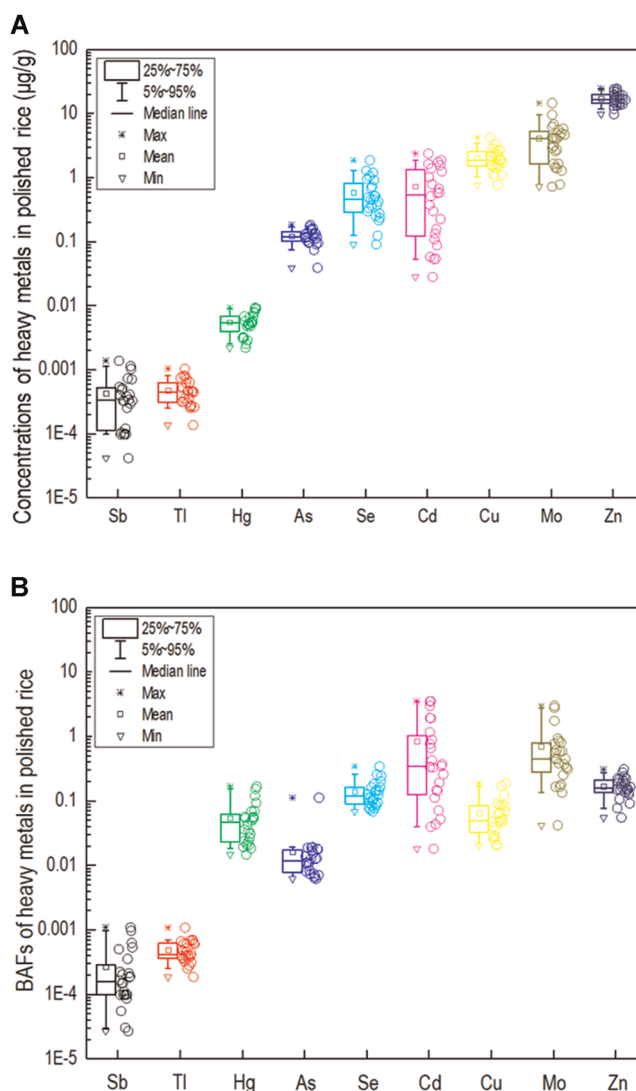 A
Concentrations of heavy metals in polished rice (µg/g)
100
10
1
0.1
0.01
0.001
1E-4
1E-5
25%~75%
5%~95%
Median line
Max
Mean
Min
Sb Tl Hg As Se Cd Cu Mo Zn
B
BAFs of heavy metals in polished rice
100
10
1
0.1
0.01
0.001
1E-4
1E-5
25%~75%
5%~95%
Median line
Max
Mean
Min
Sb Tl Hg As Se Cd Cu Mo Zn